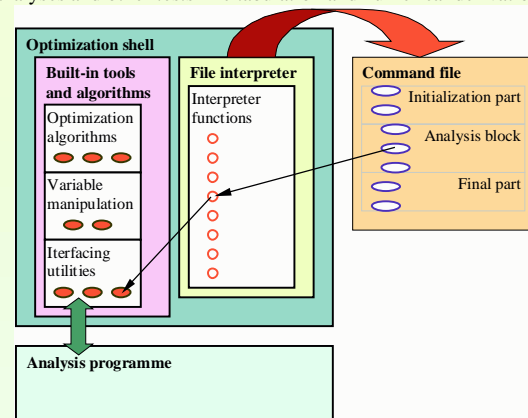 Optimization shell
Built-in tools
and algorithms
Optimization
algorithms
Variable
manipulation
Iterfacing
utilities
File interpreter
Interpreter
functions
Command file
Initialization part
Analysis block
Final part
Analysis programme